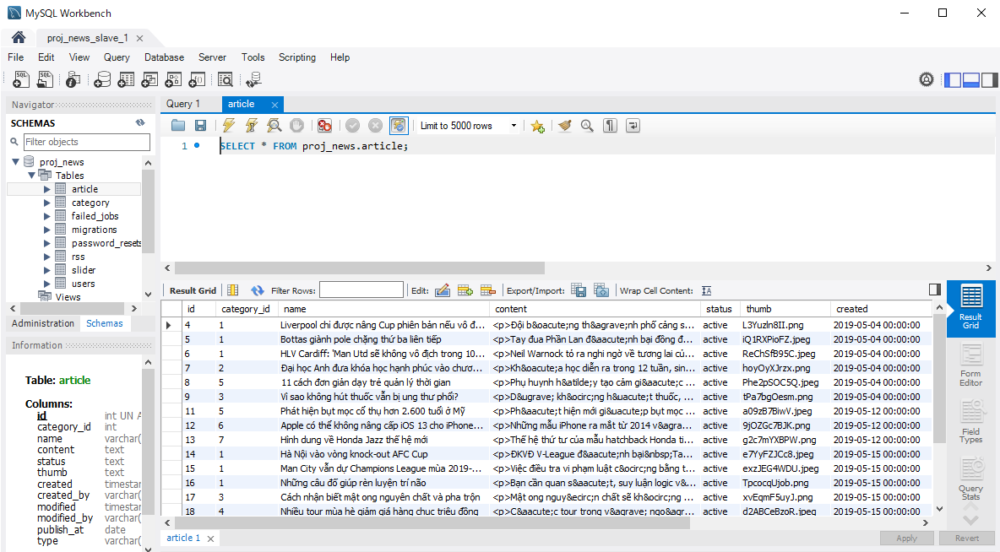 MySQL Workbench
proj_news_slave_1
File Edit View Query Database Server Tools Scripting Help
Navigator
SCHEMAS
Filter objects
proj_news
Tables
article
category
failed_jobs
migrations
password_resets
rss
slider
users
Views
Administration Schemas
Information
Table: article
Columns:
id int UN A
category_id int
name varchar(
content text
status text
thumb text
created timestam
created_by varchar(
modified timestam
modified_by varchar(
publish_at date
type varchar(
Query 1 article
Limit to 5000 rows
1 SELECT * FROM proj_news.article;
Result Grid Filter Rows: Edit: Export/Import: Wrap Cell Content:
id category_id name content status thumb created
4 1 Liverpool chỉ được nâng Cup phiên bản nếu vô đ... <p>Đội b&oacute;ng th&agrave;nh phố cảng s... active L3Yuzln8II.png 2019-05-04 00:00:00
5 1 Bottas giành pole chặng thứ ba liên tiếp <p>Tay đua Phần Lan đ&aacute;nh bại đồng đ... active iQ1RXPioFZ.jpeg 2019-05-04 00:00:00
6 1 HLV Cardiff: 'Man Utd sẽ không vô địch trong 10... <p>Neil Warnock tỏ ra nghi ngờ về tương lai củ... active ReChSfB95C.jpeg 2019-05-04 00:00:00
7 2 Đại học Anh đưa khóa học hạnh phúc vào chươ... <p>Kh&oacute;a học diễn ra trong 12 tuần, sin... active hoyOyXJrzx.png 2019-05-04 00:00:00
8 5 11 cách đơn giản dạy trẻ quản lý thời gian <p>Phụ huynh h&atilde;y tạo cảm gi&aacute;c ... active Phe2pSOC5Q.jpeg 2019-05-04 00:00:00
9 3 Vì sao không hút thuốc vẫn bị ung thư phổi? <p>D&ugrave; kh&ocirc;ng h&uacute;t thuốc, ... active tPa7bgOesm.png 2019-05-04 00:00:00
11 5 Phát hiện bụt mọc cổ thụ hơn 2.600 tuổi ở Mỹ <p>Ph&aacute;t hiện mới gi&uacute;p bụt mọc ... active a09zB7BiwV.jpeg 2019-05-12 00:00:00
12 6 Apple có thể không nâng cấp iOS 13 cho iPhone... <p>Những mẫu iPhone ra mắt từ 2014 v&agra... active 9jOZGc7BJK.png 2019-05-12 00:00:00
13 7 Hình dung về Honda Jazz thế hệ mới <p>Thế hệ thứ tư của mẫu hatchback Honda ti... active g2c7mYXBPW.png 2019-05-12 00:00:00
14 1 Hà Nội vào vòng knock-out AFC Cup <p>ĐKVĐ V-League đ&aacute;nh bại&nbsp;Ta... active e7YyFZJCc8.jpeg 2019-05-15 00:00:00
15 1 Man City vẫn dự Champions League mùa 2019-... <p>Việc điều tra vi phạm luật c&ocirc;ng bằng t... active exzJEG4WDU.jpeg 2019-05-15 00:00:00
16 1 Những câu đố giúp rèn luyện trí não <p>Bạn cần quan s&aacute;t, suy luận logic v&... active TpcocqUjob.png 2019-05-15 00:00:00
17 3 Cách nhận biết mật ong nguyên chất và pha trộn <p>Mật ong nguy&ecirc;n chất sẽ kh&ocirc;ng ... active xvEqmF5uyJ.png 2019-05-15 00:00:00
18 4 Nhiều tour mùa hè giảm giá hàng chục triệu đồng <p>C&aacute;c tour trong v&agrave; ngo&agr... active d2ABCeBzoR.jpeg 2019-05-15 00:00:00
Result
Grid
Form
Editor
Field
Types
Query
Stats
article 1
Apply Revert